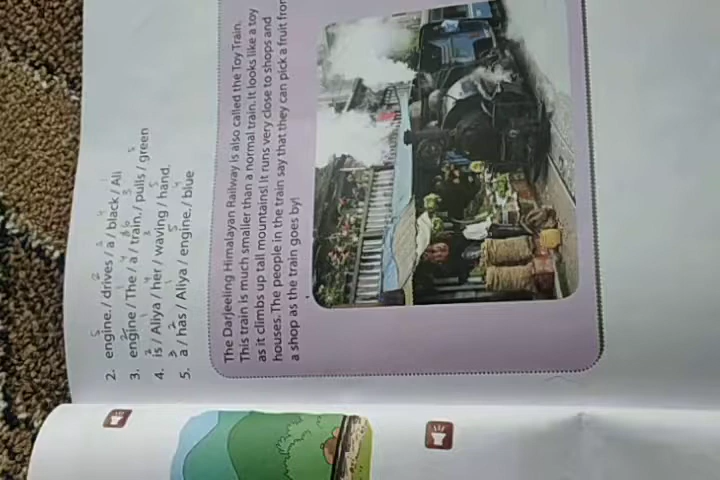 2. engine. / drives / a / black / Ali
3. engine / The / a / train. / pulls / green
4. is / Aliya / her / waving / hand.
5. a / has / Aliya / engine. / blue
The Darjeeling Himalayan Railway is also called the Toy Train.
This train is much smaller than a normal train. It looks like a toy
as it climbs up tall mountains! It runs very close to shops and
houses. The people in the train say that they can pick a fruit from
a shop as the train goes by!